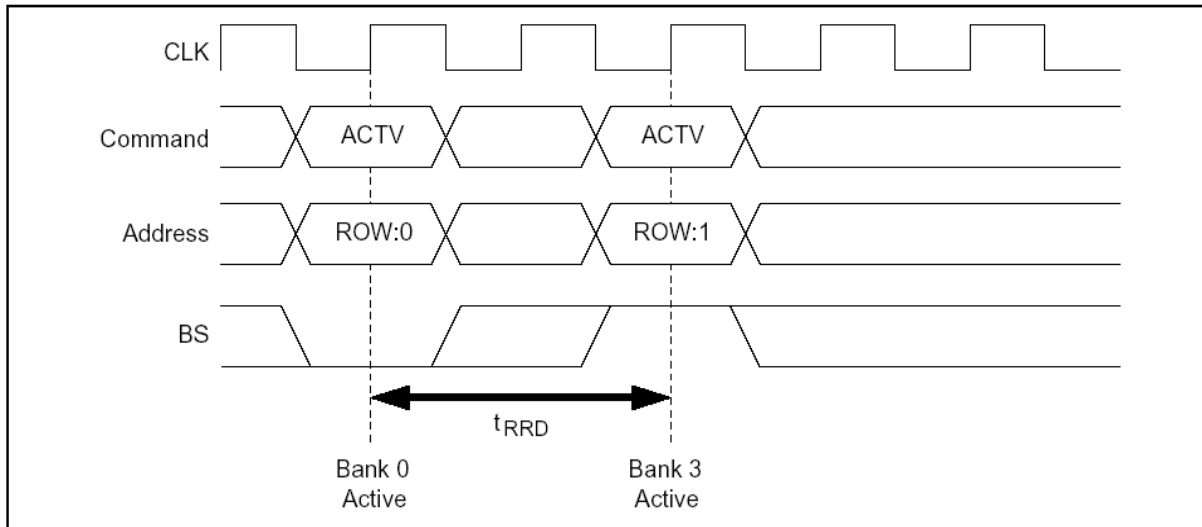 CLK
Command ACTV ACTV
Address ROW:0 ROW:1
BS
tRRD
Bank 0 Bank 3
Active Active